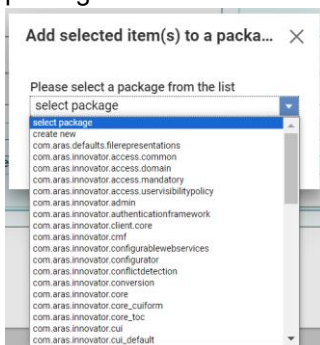 Add selected item(s) to a packa...
Please select a package from the list
select package
select package
create new
com.aras.defaults.filerepresentations
com.aras.innovator.access.common
com.aras.innovator.access.domain
com.aras.innovator.access.mandatory
com.aras.innovator.access.uservisibilitypolicy
com.aras.innovator.admin
com.aras.innovator.authenticationframework
com.aras.innovator.client.core
com.aras.innovator.cmf
com.aras.innovator.configurablewebservices
com.aras.innovator.configurator
com.aras.innovator.conflictdetection
com.aras.innovator.conversion
com.aras.innovator.core
com.aras.innovator.core_cuiform
com.aras.innovator.core_toc
com.aras.innovator.cui
com.aras.innovator.cui_default